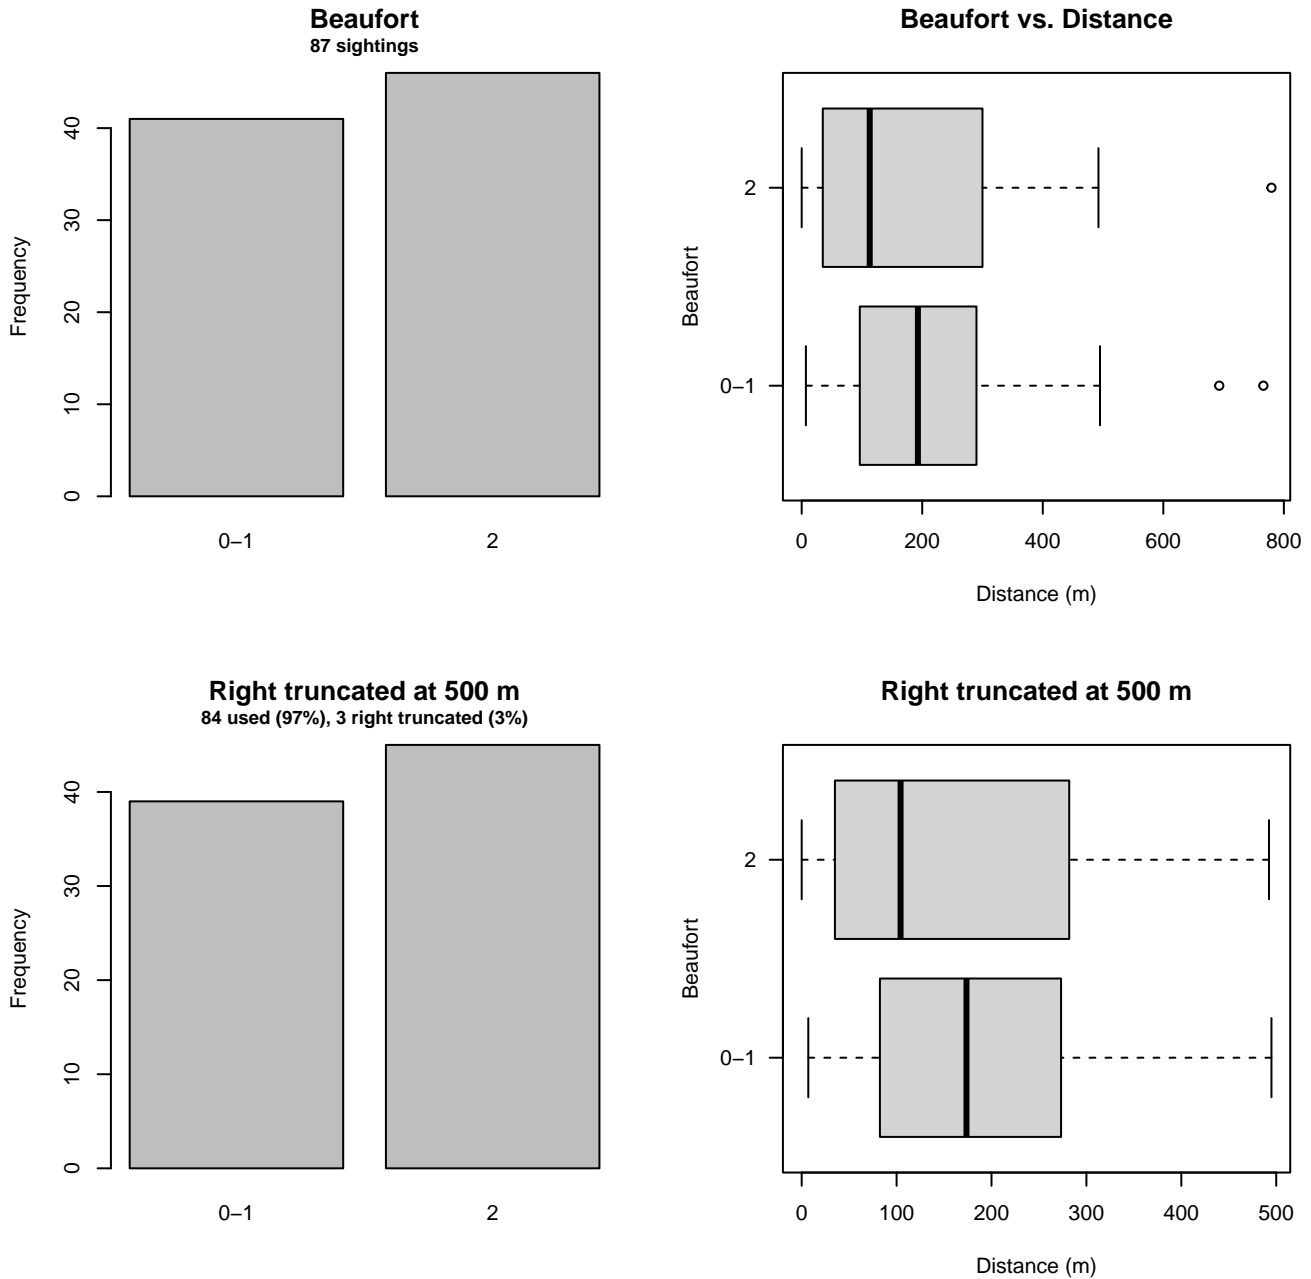 Beaufort
87 sightings
Frequency
0
10
20
30
40
0–1
2
Beaufort vs. Distance
Beaufort
2
0–1
0 200 400 600 800
Distance (m)
Right truncated at 500 m
84 used (97%), 3 right truncated (3%)
Frequency
0
10
20
30
40
0–1
2
Right truncated at 500 m
Beaufort
2
0–1
0 100 200 300 400 500
Distance (m)